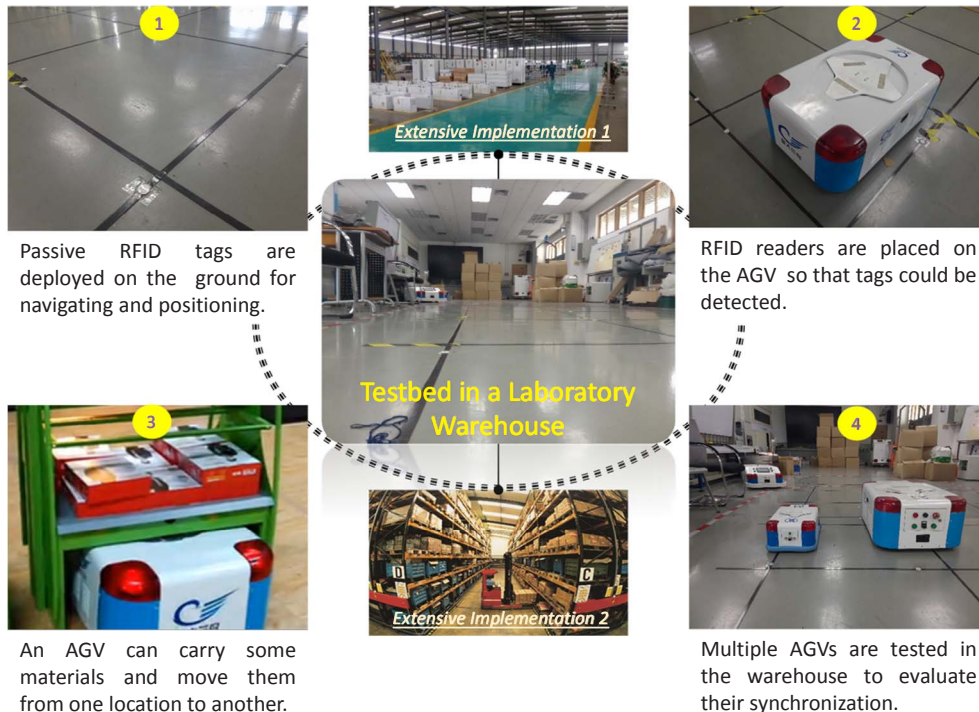 1
Passive RFID tags are
deployed on the ground for
navigating and positioning.
Extensive Implementation 1
2
RFID readers are placed on
the AGV so that tags could be
detected.
Testbed in a Laboratory
Warehouse
3
An AGV can carry some
materials and move them
from one location to another.
D
C
Extensive Implementation 2
4
Multiple AGVs are tested in
the warehouse to evaluate
their synchronization.